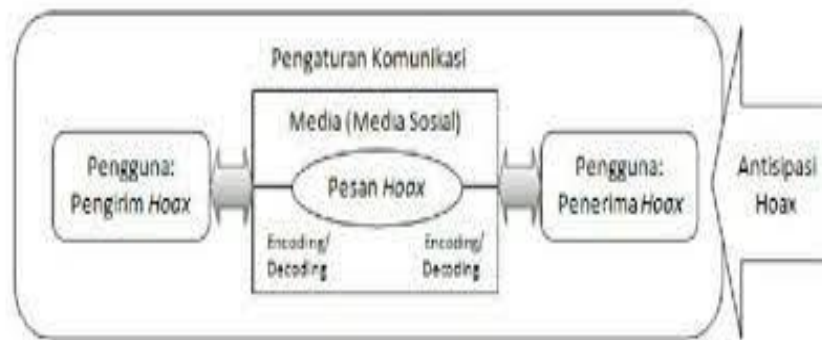 Pengaturan Komunikasi
Media (Media Sosial)
Pengguna:
Pengirim Hoax
Pesan Hoax
Pengguna:
Penerima Hoax
Antisipasi
Hoax
Encoding/
Decoding
Encoding/
Decoding